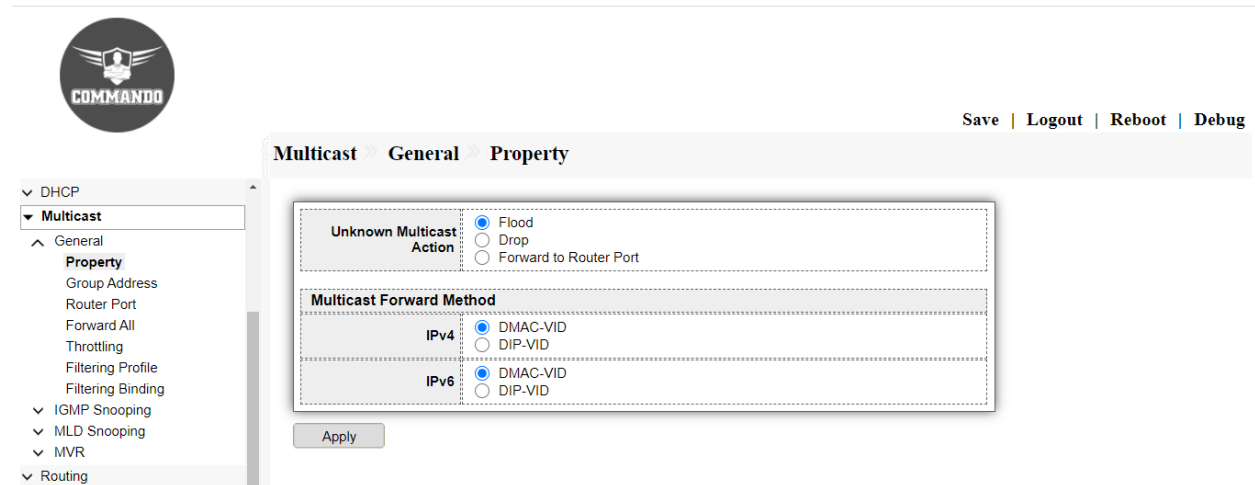 COMMANDO
Save | Logout | Reboot | Debug
Multicast » General » Property
DHCP
Multicast
General
Property
Group Address
Router Port
Forward All
Throttling
Filtering Profile
Filtering Binding
IGMP Snooping
MLD Snooping
MVR
Routing
Unknown Multicast
Action
Flood
Drop
Forward to Router Port
Multicast Forward Method
IPv4
DMAC-VID
DIP-VID
IPv6
DMAC-VID
DIP-VID
Apply